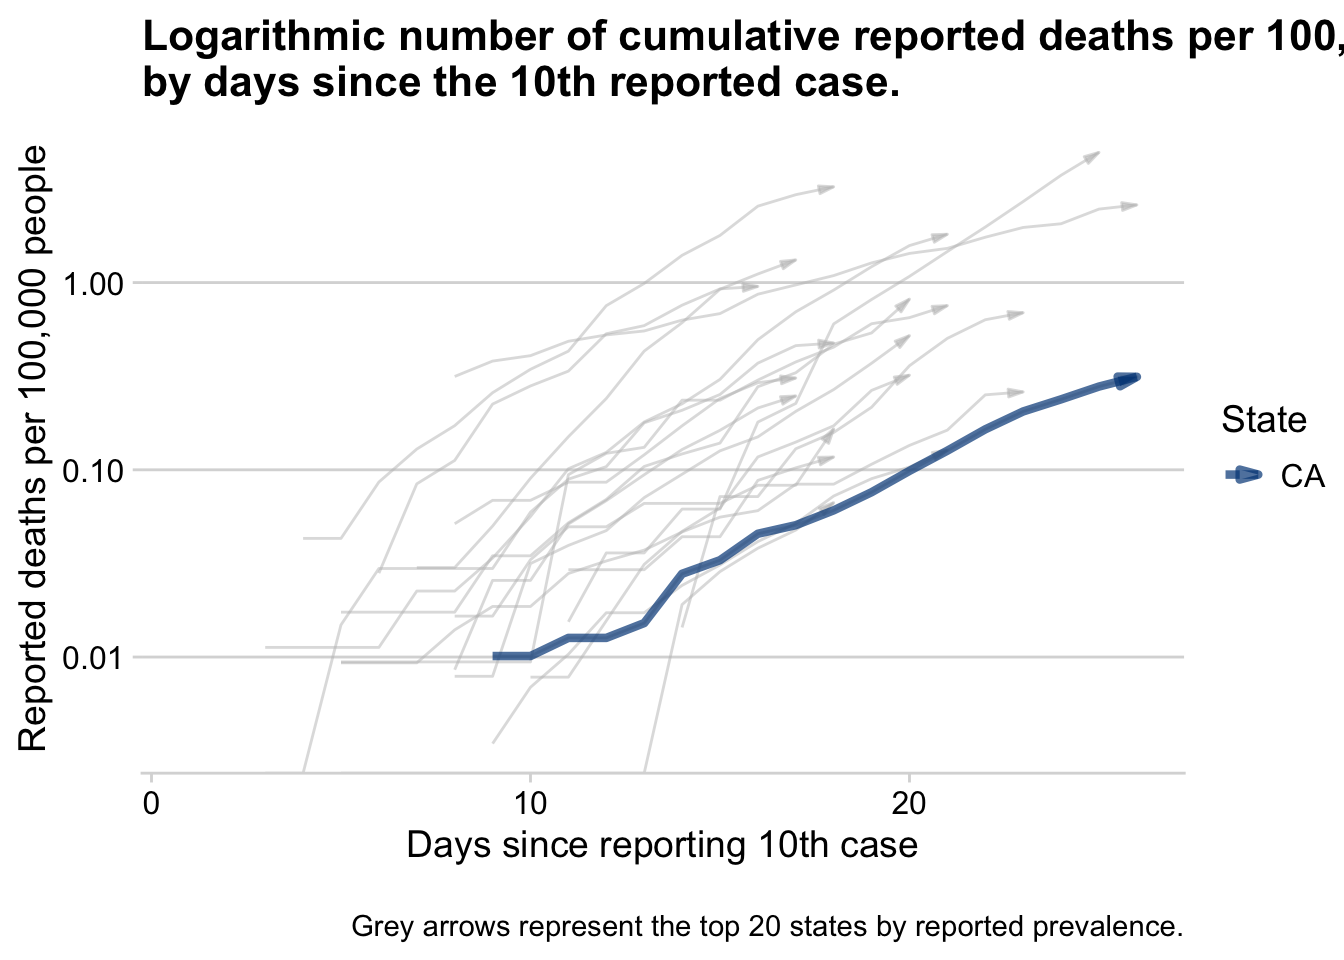 Logarithmic number of cumulative reported deaths per 100,
by days since the 10th reported case.
Reported deaths per 100,000 people
1.00
0.10
0.01
0
10
20
Days since reporting 10th case
State
CA
Grey arrows represent the top 20 states by reported prevalence.